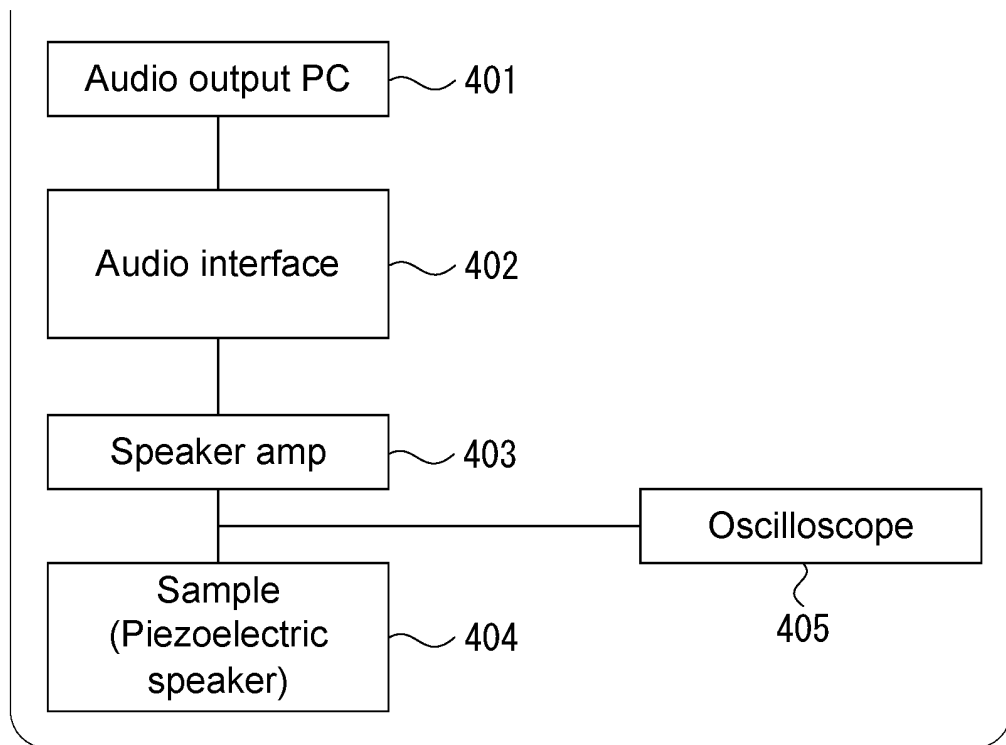 Audio output PC
401
Audio interface
402
Speaker amp
403
Oscilloscope
405
Sample
(Piezoelectric
speaker)
404